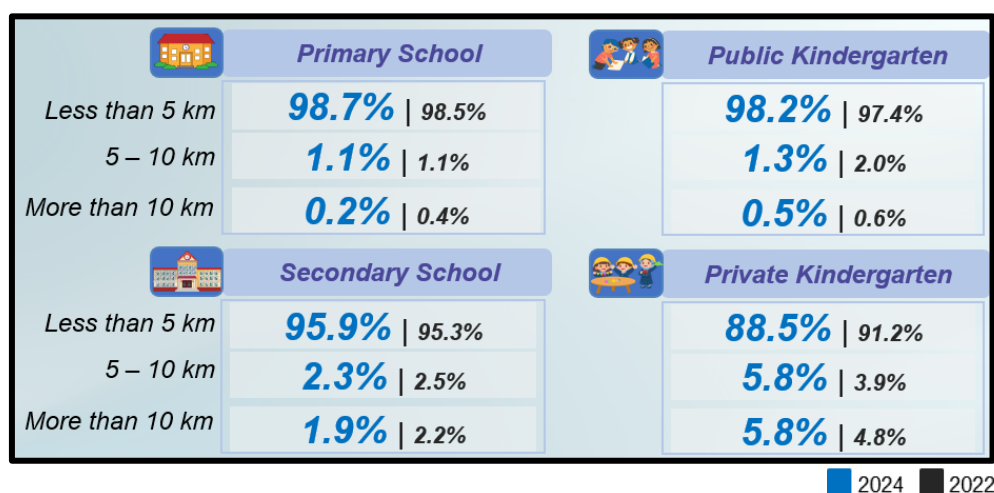 Primary School
Less than 5 km 98.7% | 98.5%
5 – 10 km 1.1% | 1.1%
More than 10 km 0.2% | 0.4%
Public Kindergarten
98.2% | 97.4%
1.3% | 2.0%
0.5% | 0.6%
Secondary School
Less than 5 km 95.9% | 95.3%
5 – 10 km 2.3% | 2.5%
More than 10 km 1.9% | 2.2%
Private Kindergarten
88.5% | 91.2%
5.8% | 3.9%
5.8% | 4.8%
2024 2022